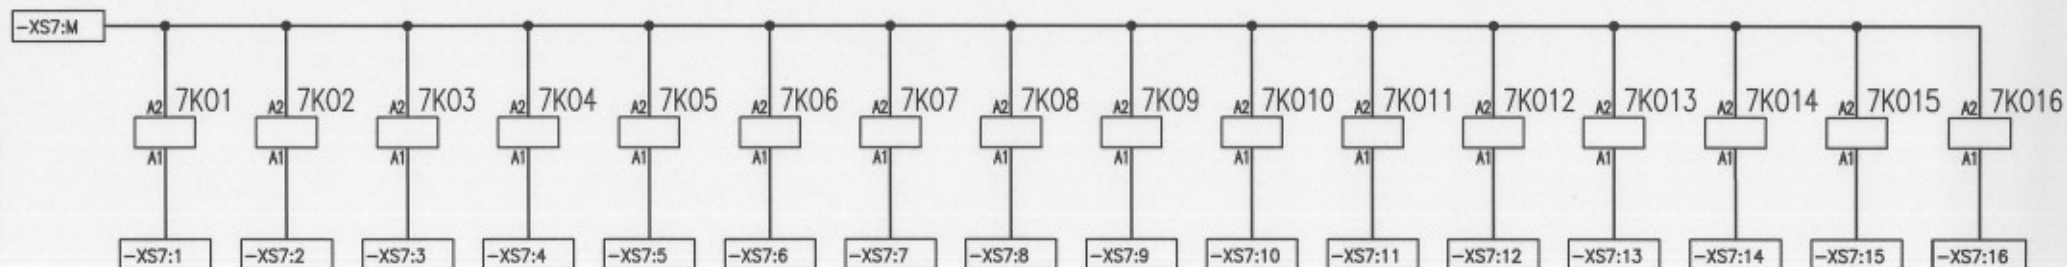 -XS7:M
A2 7K01 A2 7K02 A2 7K03 A2 7K04 A2 7K05 A2 7K06 A2 7K07 A2 7K08 A2 7K09 A2 7K010 A2 7K011 A2 7K012 A2 7K013 A2 7K014 A2 7K015 A2 7K016
A1 A1 A1 A1 A1 A1 A1 A1 A1 A1 A1 A1 A1 A1 A1 A1
-XS7:1 -XS7:2 -XS7:3 -XS7:4 -XS7:5 -XS7:6 -XS7:7 -XS7:8 -XS7:9 -XS7:10 -XS7:11 -XS7:12 -XS7:13 -XS7:14 -XS7:15 -XS7:16